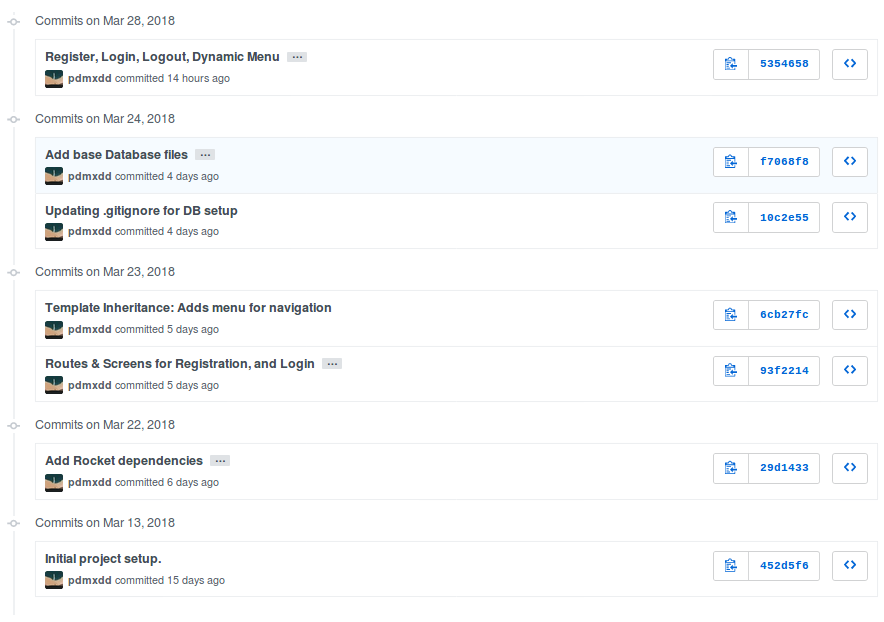 Commits on Mar 28, 2018
Register, Login, Logout, Dynamic Menu ...
pdmxdd committed 14 hours ago
5354658
Commits on Mar 24, 2018
Add base Database files ...
pdmxdd committed 4 days ago
f7068f8
Updating .gitignore for DB setup
pdmxdd committed 4 days ago
10c2e55
Commits on Mar 23, 2018
Template Inheritance: Adds menu for navigation
pdmxdd committed 5 days ago
6cb27fc
Routes & Screens for Registration, and Login ...
pdmxdd committed 5 days ago
93f2214
Commits on Mar 22, 2018
Add Rocket dependencies ...
pdmxdd committed 6 days ago
29d1433
Commits on Mar 13, 2018
Initial project setup.
pdmxdd committed 15 days ago
452d5f6